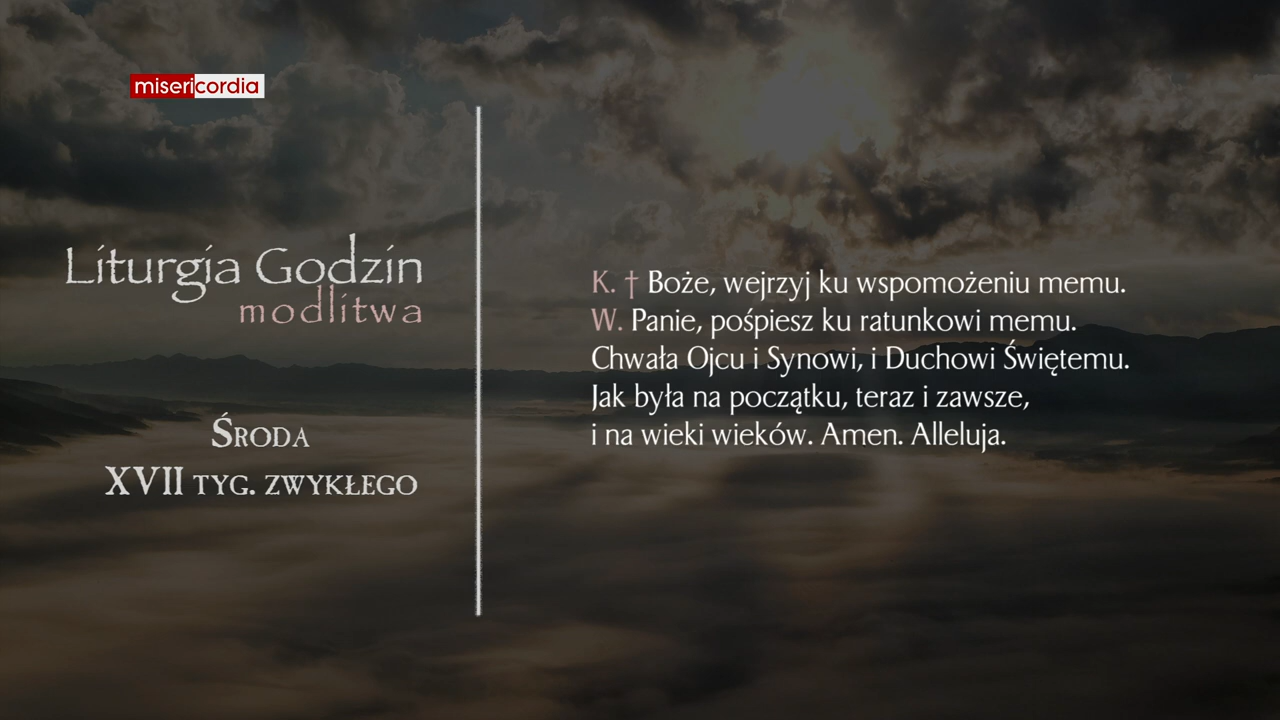 misericordia
Liturgia Godzin
modlitwa
Środa
XVII tyg. zwykłego
K. † Boże, wejrzyj ku wspomożeniu memu.
W. Panie, pośpiesz ku ratunkowi memu.
Chwała Ojcu i Synowi, i Duchowi Świętemu.
Jak była na początku, teraz i zawsze,
i na wieki wieków. Amen. Alleluja.